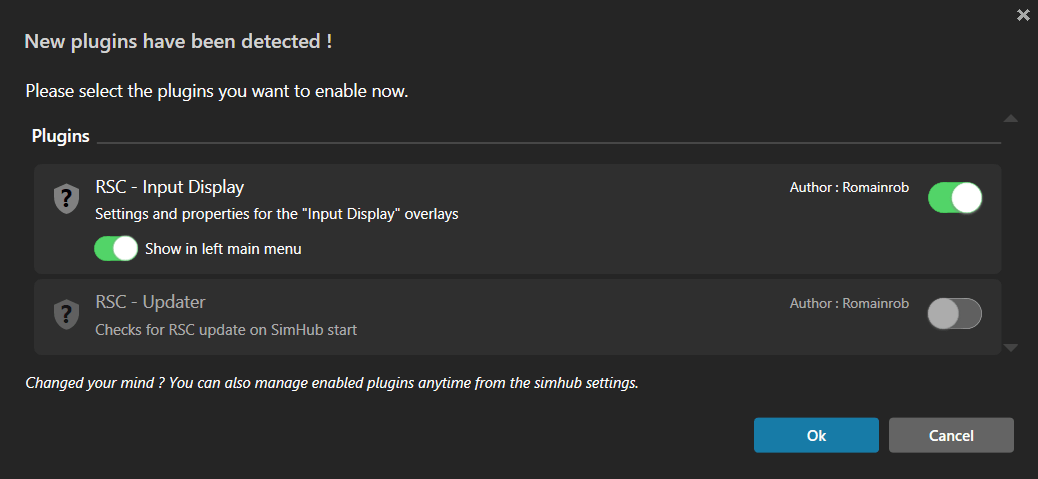 New plugins have been detected !
Please select the plugins you want to enable now.
Plugins
RSC - Input Display
Author : Romainrob
Settings and properties for the "Input Display" overlays
Show in left main menu
RSC - Updater
Author : Romainrob
Checks for RSC update on SimHub start
Changed your mind ? You can also manage enabled plugins anytime from the simhub settings.
Ok
Cancel